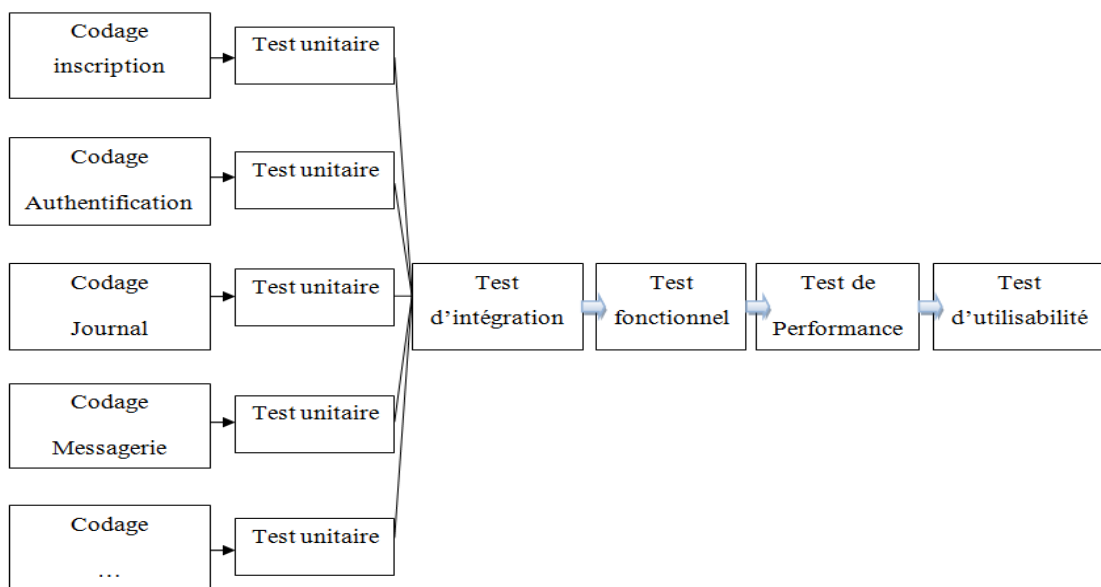 Codage
inscription
Test unitaire
Codage
Authentification
Test unitaire
Codage
Journal
Test unitaire
Codage
Messagerie
Test unitaire
Codage
…
Test unitaire
Test
d’intégration
Test
fonctionnel
Test de
Performance
Test
d’utilisabilité